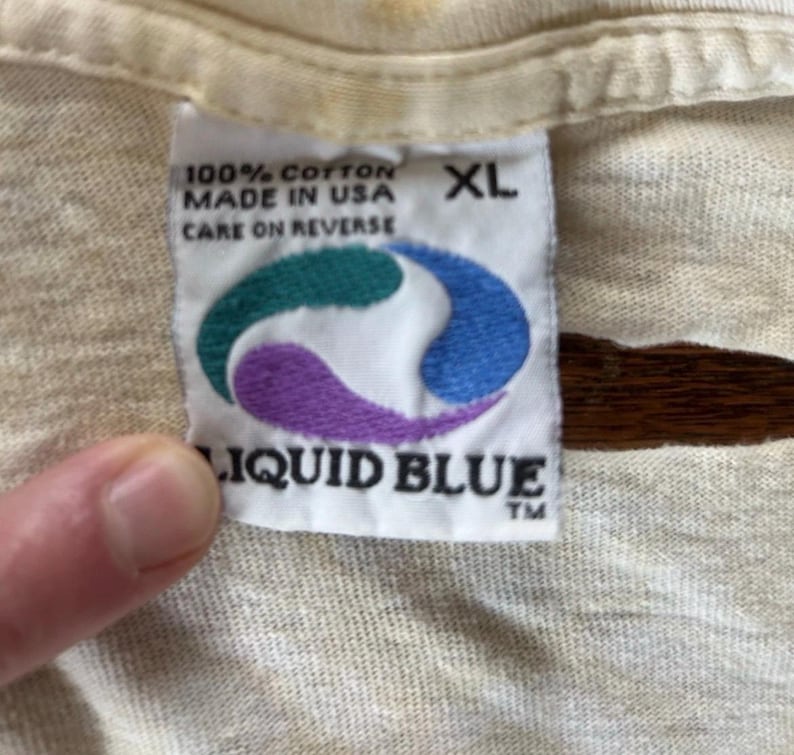 100% COTTON XL
MADE IN USA
CARE ON REVERSE
LIQUID BLUE
TM